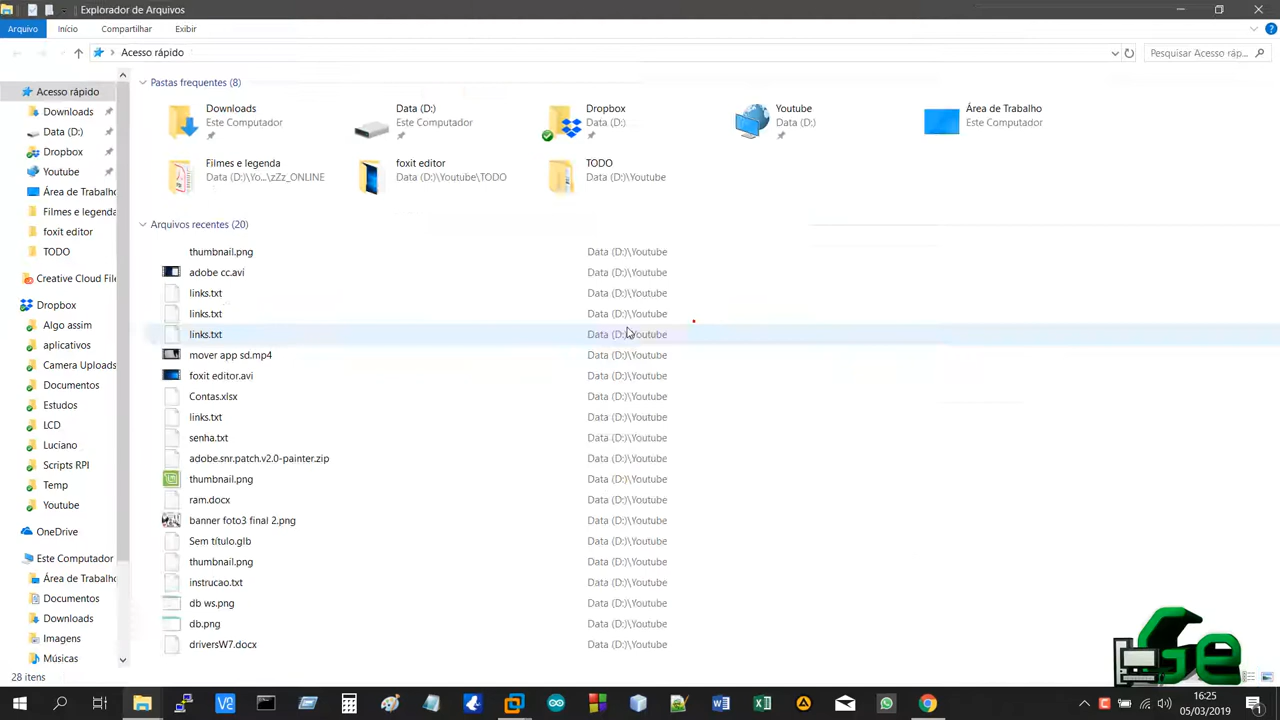 Explorador de Arquivos
Arquivo Início Compartilhar Exibir
Acesso rápido
Pesquisar Acesso ráp...
Acesso rápido
Downloads
Data (D:)
Dropbox
Youtube
Área de Trabalho
Filmes e legenda
foxit editor
TODO
Creative Cloud File
Dropbox
Algo assim
aplicativos
Camera Uploads
Documentos
Estudos
LCD
Luciano
Scripts RPI
Temp
Youtube
OneDrive
Este Computador
Área de Trabalho
Documentos
Downloads
Imagens
Músicas
Pastas frequentes (8)
Downloads
Este Computador
Data (D:)
Este Computador
Dropbox
Data (D:)
Youtube
Data (D:)
Área de Trabalho
Este Computador
Filmes e legenda
Data (D:)\Yo...\zZz_ONLINE
foxit editor
Data (D:)\Youtube\TODO
TODO
Data (D:)\Youtube
Arquivos recentes (20)
thumbnail.png Data (D:)\Youtube
adobe cc.avi Data (D:)\Youtube
links.txt Data (D:)\Youtube
links.txt Data (D:)\Youtube
links.txt Data (D:)\Youtube
mover app sd.mp4 Data (D:)\Youtube
foxit editor.avi Data (D:)\Youtube
Contas.xlsx Data (D:)\Youtube
links.txt Data (D:)\Youtube
senha.txt Data (D:)\Youtube
adobe.snr.patch.v2.0-painter.zip Data (D:)\Youtube
thumbnail.png Data (D:)\Youtube
ram.docx Data (D:)\Youtube
banner foto3 final 2.png Data (D:)\Youtube
Sem título.glb Data (D:)\Youtube
thumbnail.png Data (D:)\Youtube
instrucao.txt Data (D:)\Youtube
db ws.png Data (D:)\Youtube
db.png Data (D:)\Youtube
driversW7.docx Data (D:)\Youtube
28 itens
Ge
16:25
05/03/2019